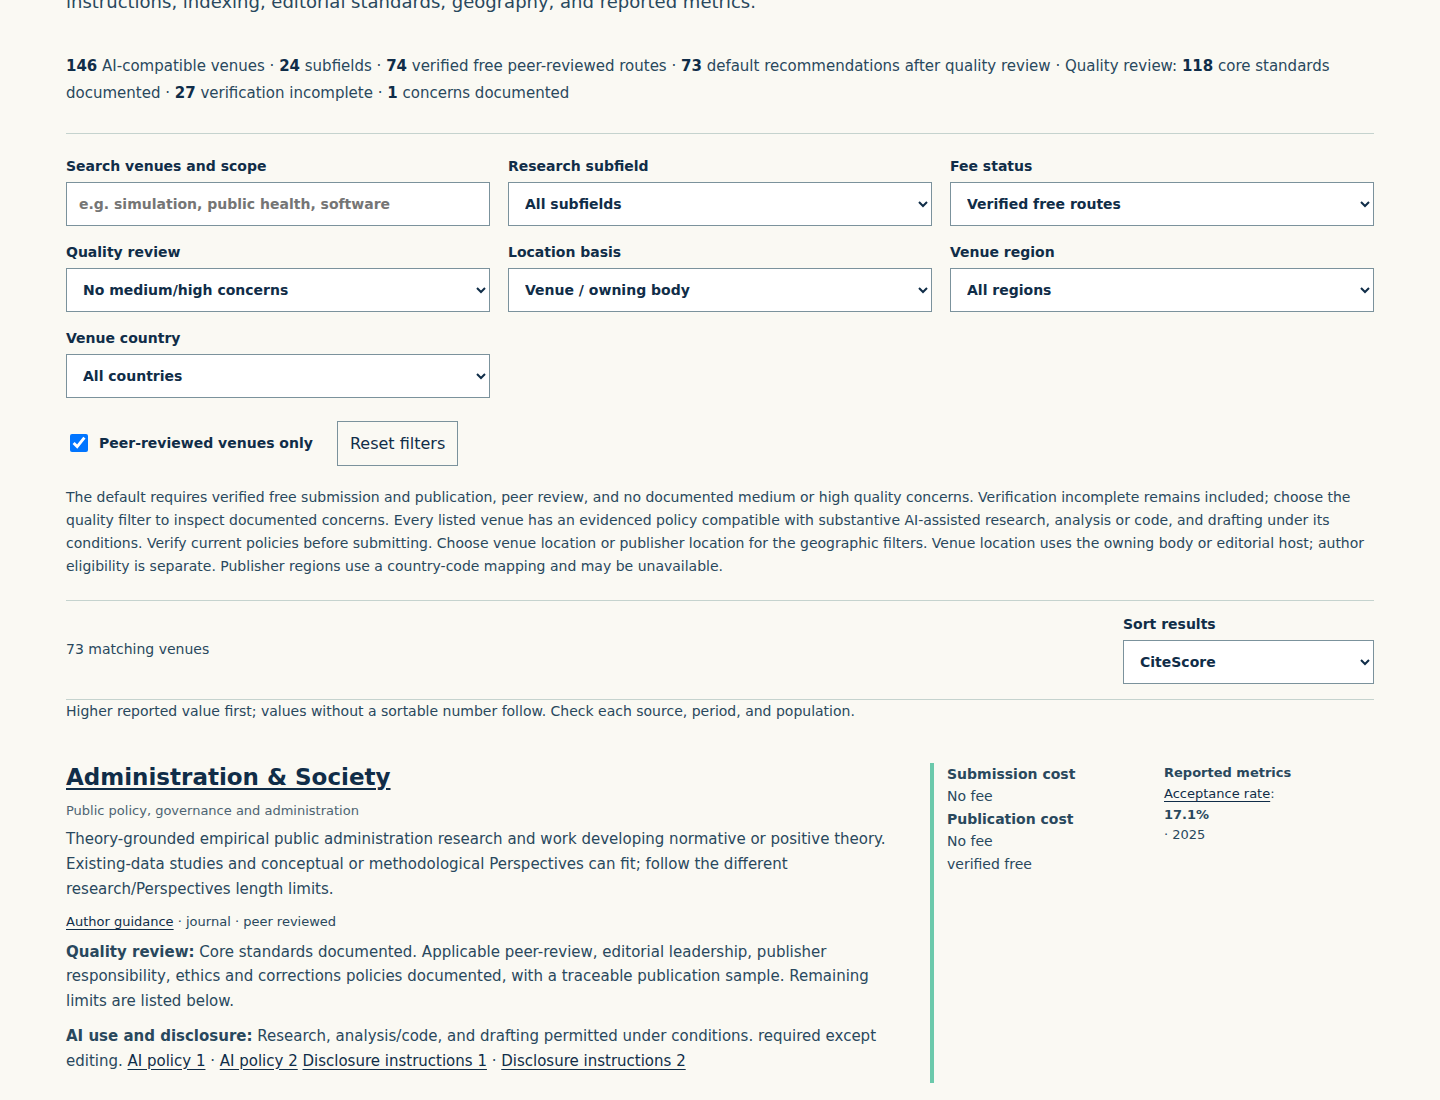 instructions, indexing, editorial standards, geography, and reported metrics.
146 AI-compatible venues · 24 subfields · 74 verified free peer-reviewed routes · 73 default recommendations after quality review · Quality review: 118 core standards
documented · 27 verification incomplete · 1 concerns documented
Search venues and scope
Research subfield
Fee status
e.g. simulation, public health, software
All subfields
Verified free routes
Quality review
Location basis
Venue region
No medium/high concerns
Venue / owning body
All regions
Venue country
All countries
Peer-reviewed venues only
Reset filters
The default requires verified free submission and publication, peer review, and no documented medium or high quality concerns. Verification incomplete remains included; choose the
quality filter to inspect documented concerns. Every listed venue has an evidenced policy compatible with substantive AI-assisted research, analysis or code, and drafting under its
conditions. Verify current policies before submitting. Choose venue location or publisher location for the geographic filters. Venue location uses the owning body or editorial host; author
eligibility is separate. Publisher regions use a country-code mapping and may be unavailable.
Sort results
73 matching venues
CiteScore
Higher reported value first; values without a sortable number follow. Check each source, period, and population.
Administration & Society
Public policy, governance and administration
Theory-grounded empirical public administration research and work developing normative or positive theory.
Existing-data studies and conceptual or methodological Perspectives can fit; follow the different
research/Perspectives length limits.
Author guidance · journal · peer reviewed
Quality review: Core standards documented. Applicable peer-review, editorial leadership, publisher
responsibility, ethics and corrections policies documented, with a traceable publication sample. Remaining
limits are listed below.
AI use and disclosure: Research, analysis/code, and drafting permitted under conditions. required except
editing. AI policy 1 · AI policy 2 Disclosure instructions 1 · Disclosure instructions 2
Submission cost
No fee
Publication cost
No fee
verified free
Reported metrics
Acceptance rate:
17.1%
· 2025